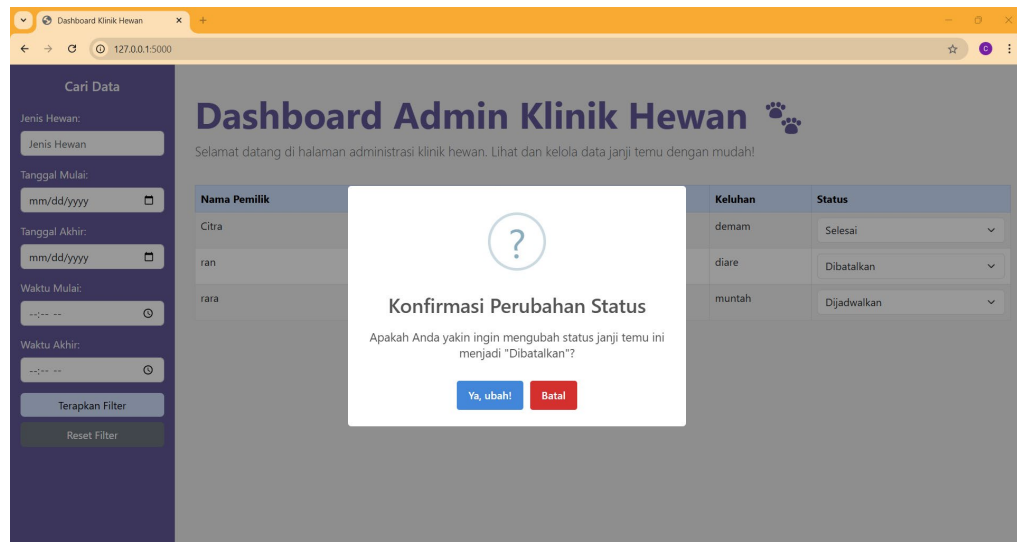 Dashboard Klinik Hewan
127.0.0.1:5000
C
Cari Data
Jenis Hewan:
Jenis Hewan
Tanggal Mulai:
mm/dd/yyyy
Tanggal Akhir:
mm/dd/yyyy
Waktu Mulai:
--:-- --
Waktu Akhir:
--:-- --
Terapkan Filter
Reset Filter
Dashboard Admin Klinik Hewan
Selamat datang di halaman administrasi klinik hewan. Lihat dan kelola data janji temu dengan mudah!
Nama Pemilik Keluhan Status
Citra demam Selesai
ran diare Dibatalkan
rara muntah Dijadwalkan
?
Konfirmasi Perubahan Status
Apakah Anda yakin ingin mengubah status janji temu ini
menjadi "Dibatalkan"?
Ya, ubah! Batal